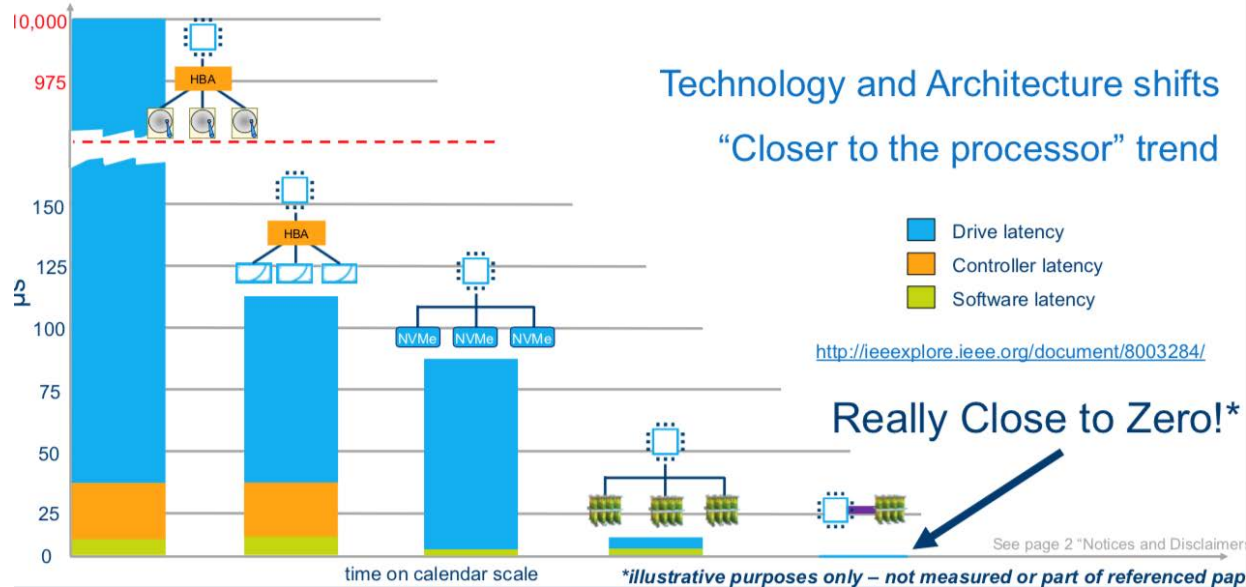 10,000
975
150
125
100
75
50
25
0
µs
HBA
HBA
NVMe NVMe NVMe
Technology and Architecture shifts
“Closer to the processor” trend
Drive latency
Controller latency
Software latency
http://ieeexplore.ieee.org/document/8003284/
Really Close to Zero!*
See page 2 “Notices and Disclaimers
time on calendar scale
*illustrative purposes only – not measured or part of referenced pap